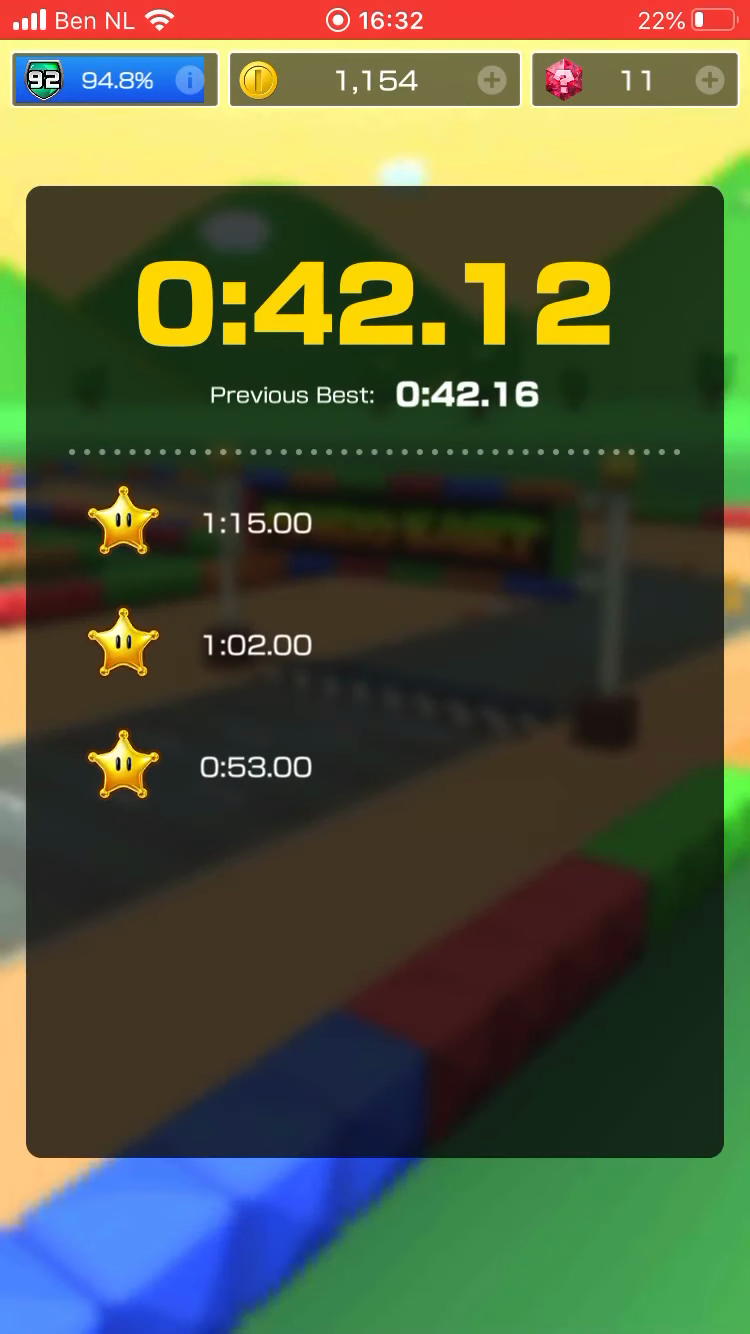 Ben NL 16:32 22%
92 94.8% i 1,154 + ? 11 +
0:42.12
Previous Best: 0:42.16
1:15.00
1:02.00
0:53.00